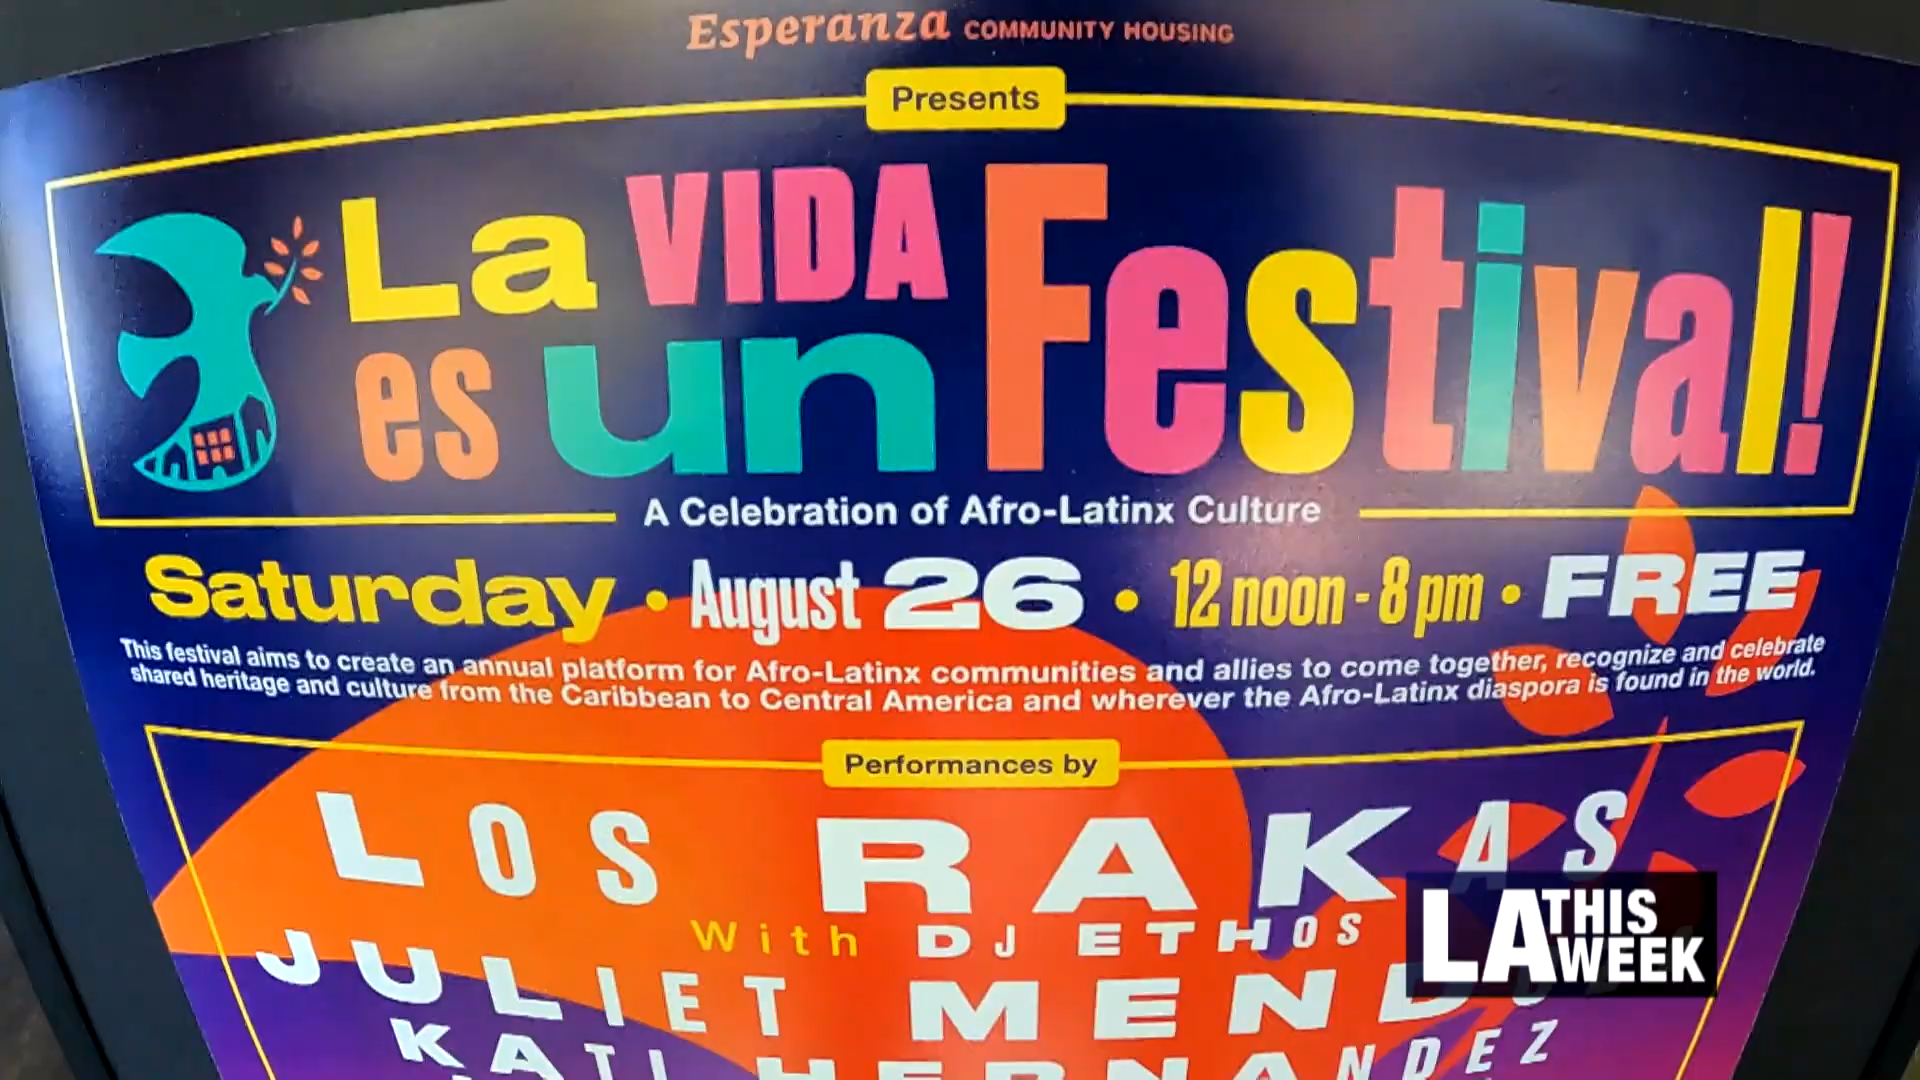 Esperanza COMMUNITY HOUSING
Presents
La VIDA
es un Festival!
A Celebration of Afro-Latinx Culture
Saturday • August 26 • 12 noon - 8 pm • FREE
This festival aims to create an annual platform for Afro-Latinx communities and allies to come together, recognize and celebrate
shared heritage and culture from the Caribbean to Central America and wherever the Afro-Latinx diaspora is found in the world.
Performances by
LOS RAKAS
With DJ ETHOS
JULIET
KATI HERNANDEZ
LA THIS WEEK